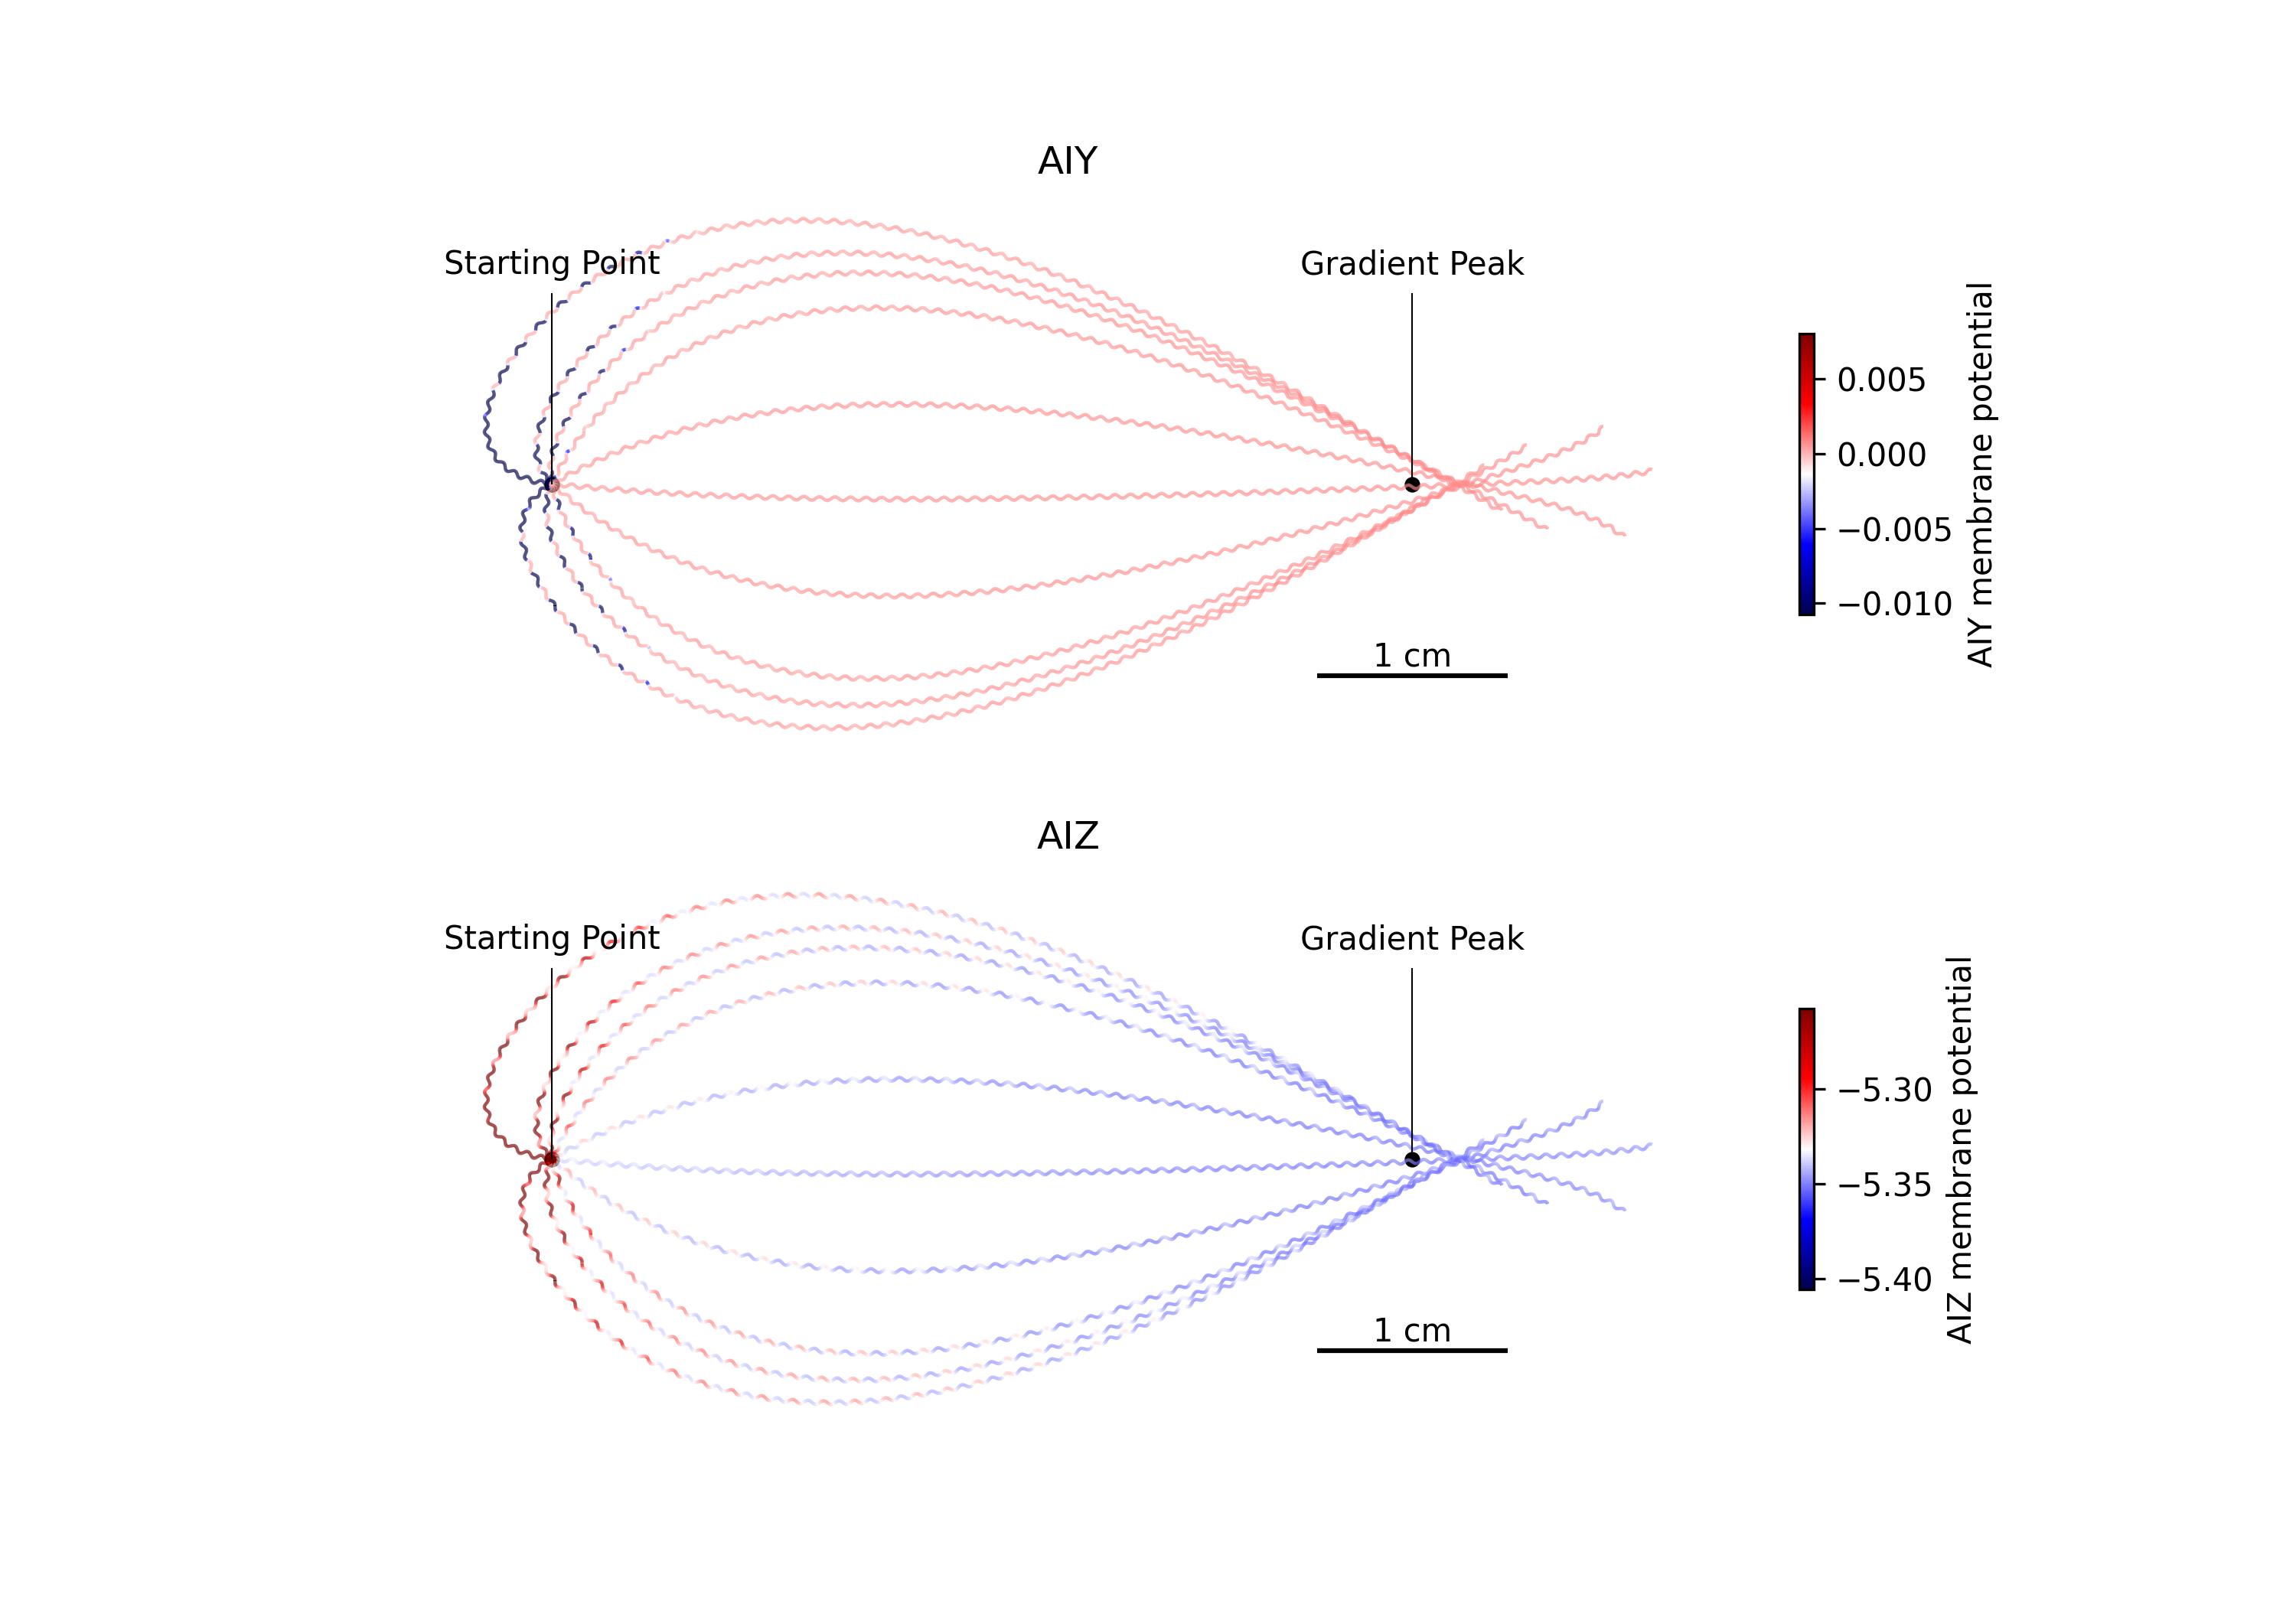 AIY
Starting Point
Gradient Peak
0.005
0.000
−0.005
−0.010
AIY membrane potential
1 cm
AIZ
Starting Point
Gradient Peak
−5.30
−5.35
−5.40
AIZ membrane potential
1 cm